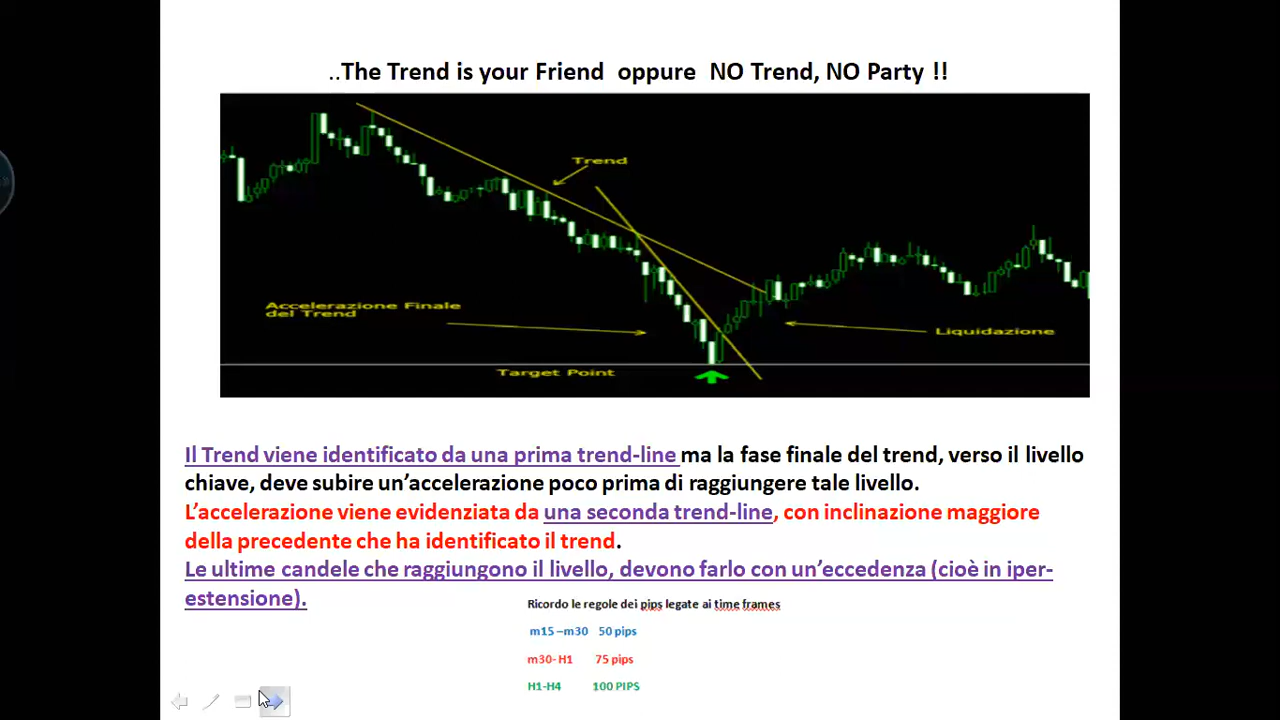 ..The Trend is your Friend oppure NO Trend, NO Party !!
Trend
Accelerazione Finale
del Trend
Liquidazione
Target Point
Il Trend viene identificato da una prima trend-line ma la fase finale del trend, verso il livello
chiave, deve subire un’accelerazione poco prima di raggiungere tale livello.
L’accelerazione viene evidenziata da una seconda trend-line, con inclinazione maggiore
della precedente che ha identificato il trend.
Le ultime candele che raggiungono il livello, devono farlo con un’eccedenza (cioè in iper-
estensione).
Ricordo le regole dei pips legate ai time frames
m15 –m30 50 pips
m30- H1 75 pips
H1-H4 100 PIPS